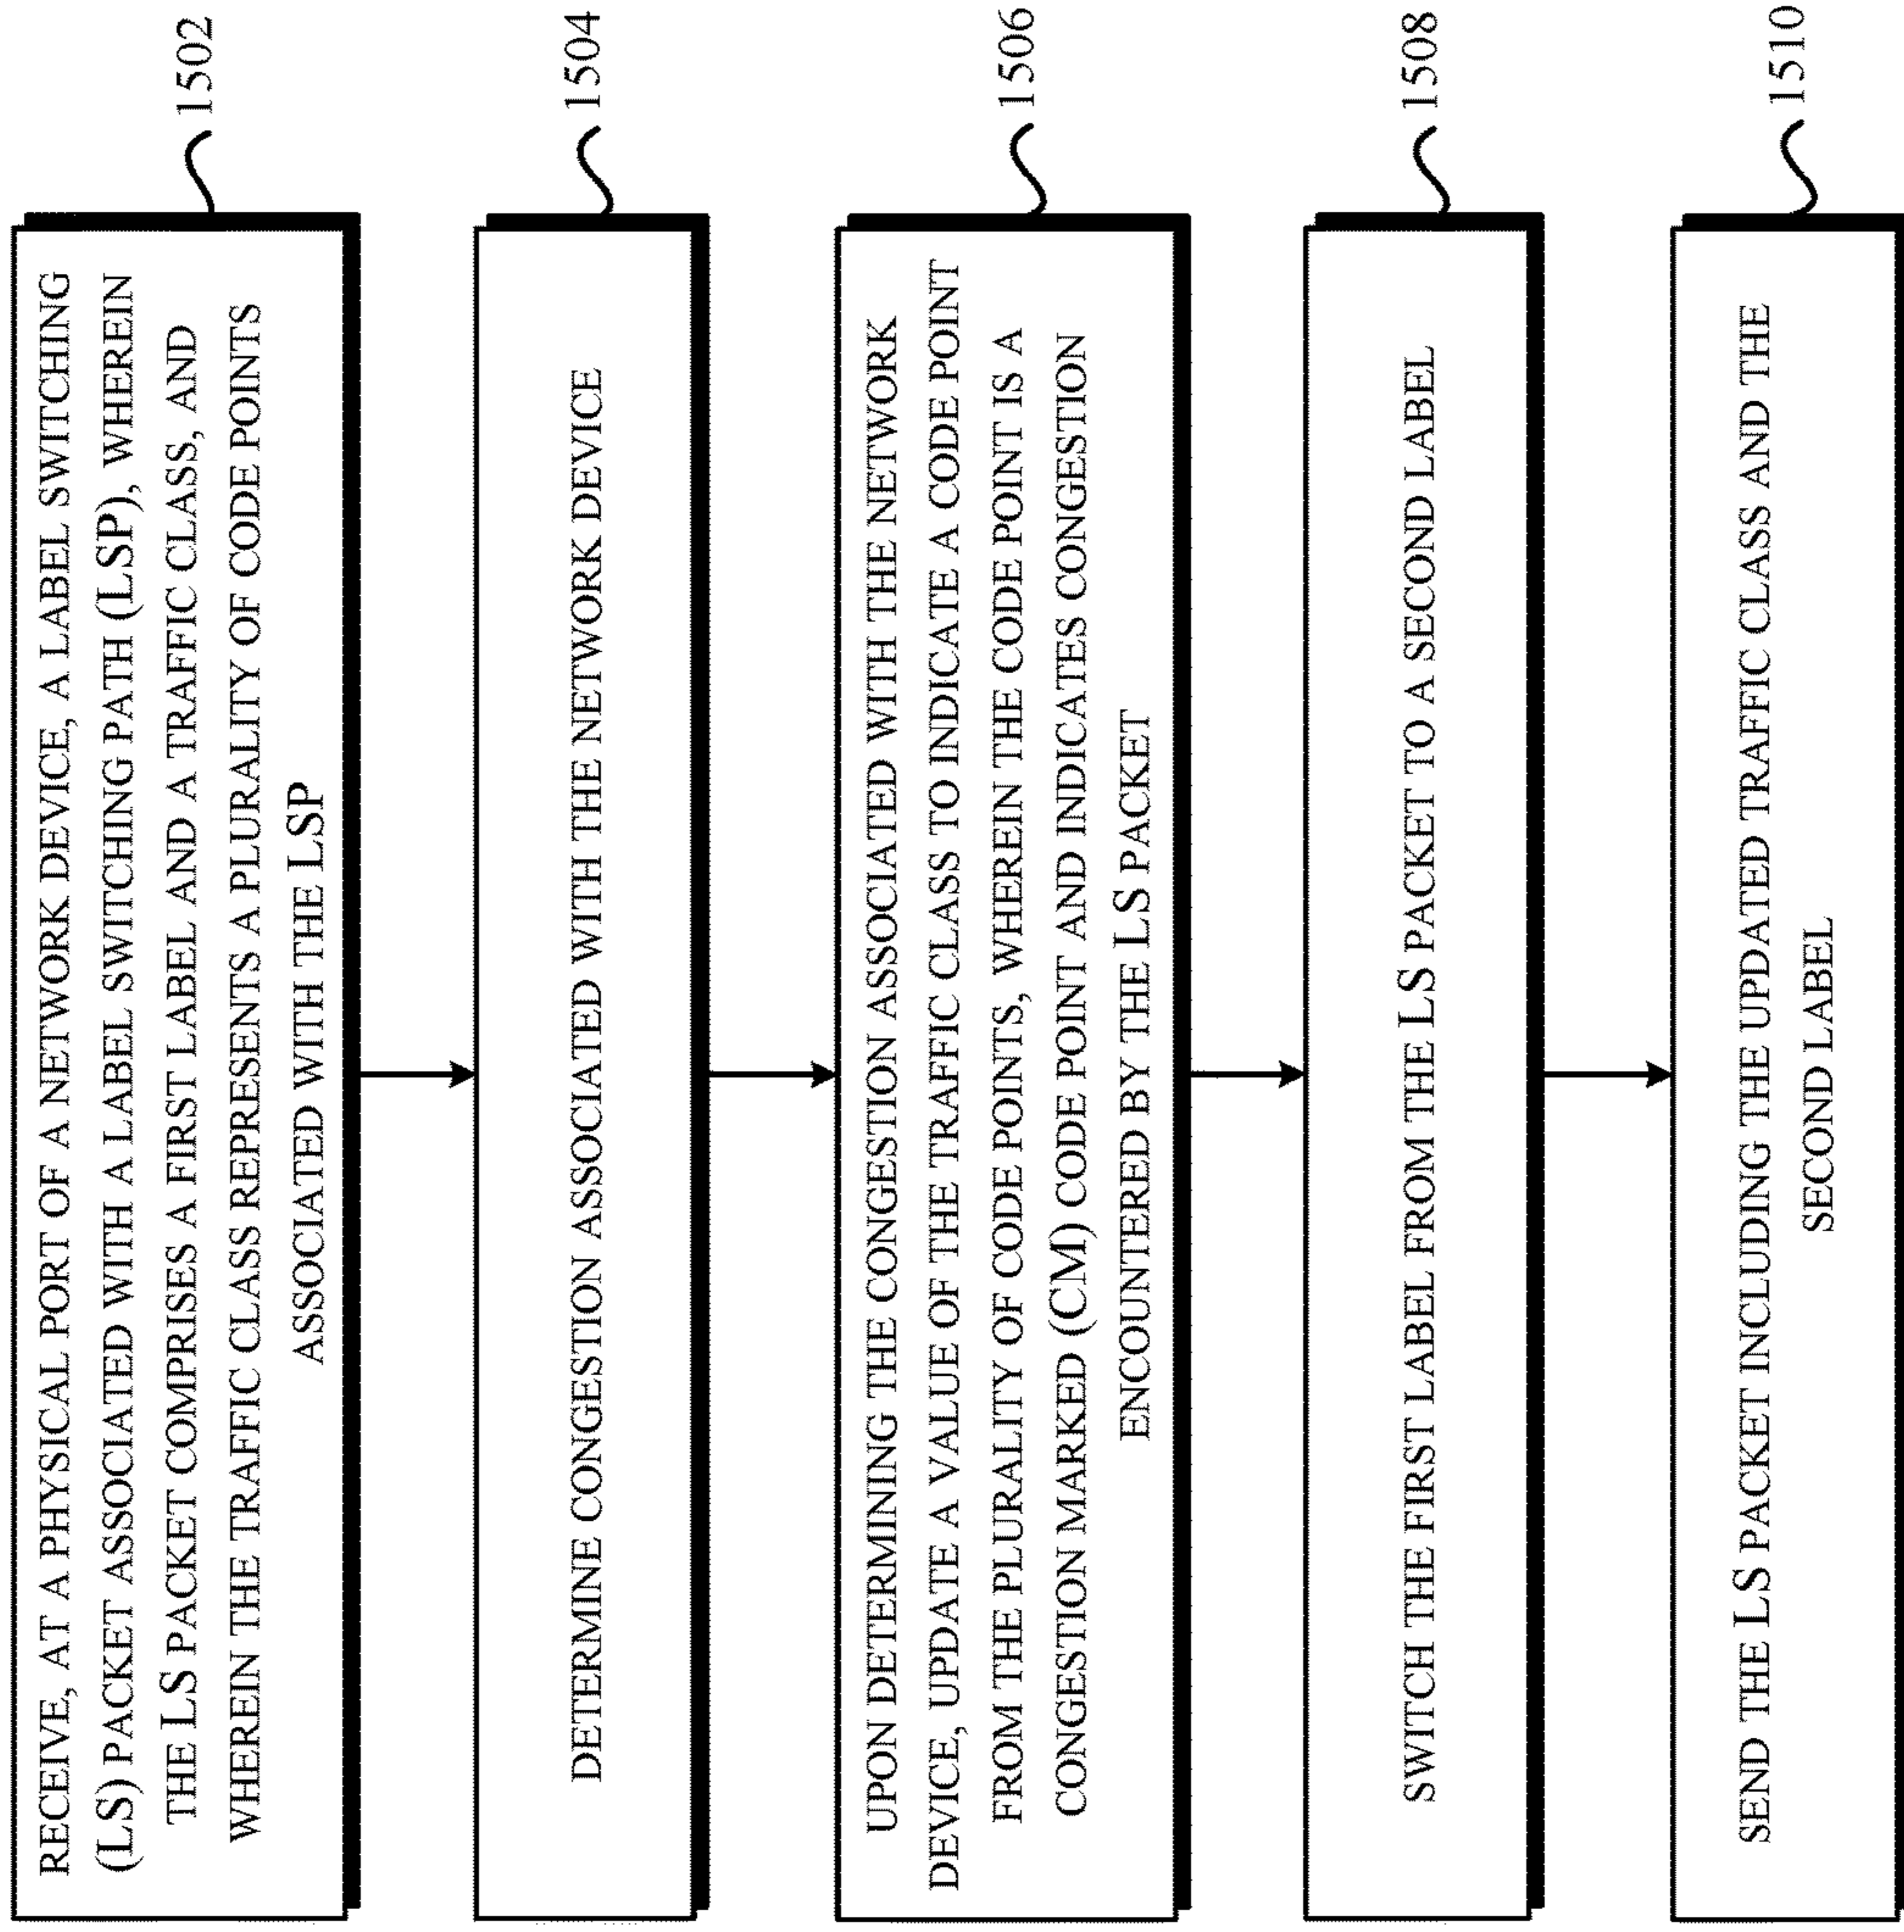 RECEIVE, AT A PHYSICAL PORT OF A NETWORK DEVICE, A LABEL SWITCHING
(LS) PACKET ASSOCIATED WITH A LABEL SWITCHING PATH (LSP), WHEREIN
THE LS PACKET COMPRISES A FIRST LABEL AND A TRAFFIC CLASS, AND
WHEREIN THE TRAFFIC CLASS REPRESENTS A PLURALITY OF CODE POINTS
ASSOCIATED WITH THE LSP
1502
DETERMINE CONGESTION ASSOCIATED WITH THE NETWORK DEVICE
1504
UPON DETERMINING THE CONGESTION ASSOCIATED WITH THE NETWORK
DEVICE, UPDATE A VALUE OF THE TRAFFIC CLASS TO INDICATE A CODE POINT
FROM THE PLURALITY OF CODE POINTS, WHEREIN THE CODE POINT IS A
CONGESTION MARKED (CM) CODE POINT AND INDICATES CONGESTION
ENCOUNTERED BY THE LS PACKET
1506
SWITCH THE FIRST LABEL FROM THE LS PACKET TO A SECOND LABEL
1508
SEND THE LS PACKET INCLUDING THE UPDATED TRAFFIC CLASS AND THE
SECOND LABEL
1510